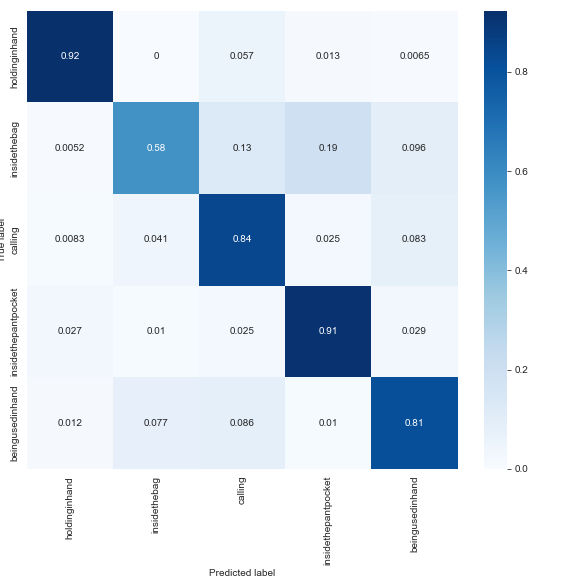 holdinginhand 0.92 0 0.057 0.013 0.0065
insidethebag 0.0052 0.58 0.13 0.19 0.096
True label
calling 0.0083 0.041 0.84 0.025 0.083
insidethepantpocket 0.027 0.01 0.025 0.91 0.029
beingusedinhand 0.012 0.077 0.086 0.01 0.81
holdinginhand insidethebag calling insidethepantpocket beingusedinhand
Predicted label
0.8
0.6
0.4
0.2
0.0